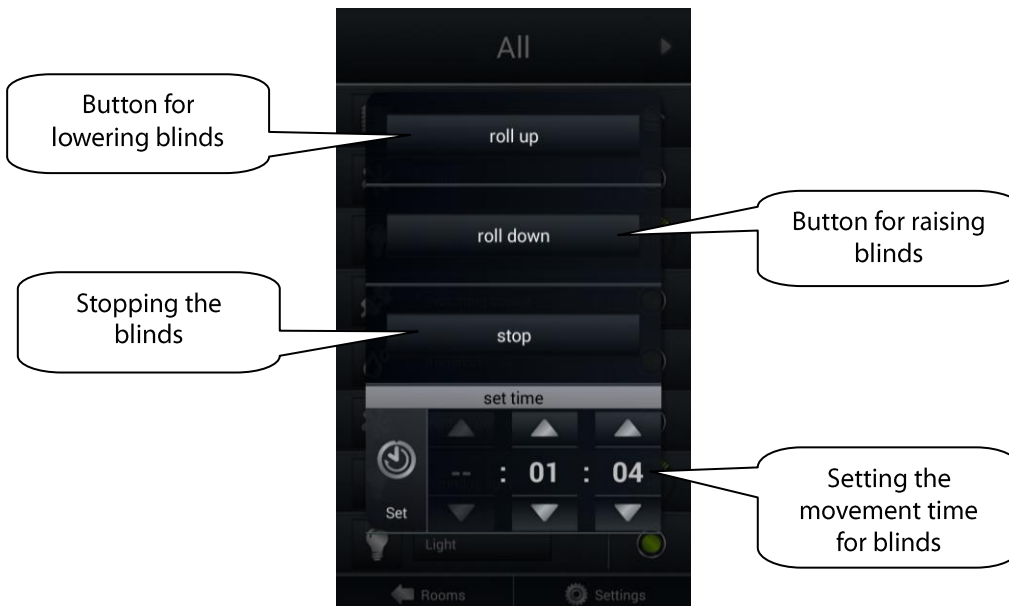 All
Button for
lowering blinds
roll up
Button for raising
blinds
roll down
Stopping the
blinds
stop
set time
-- : 01 : 04
Set
Setting the
movement time
for blinds
Light
Rooms
Settings